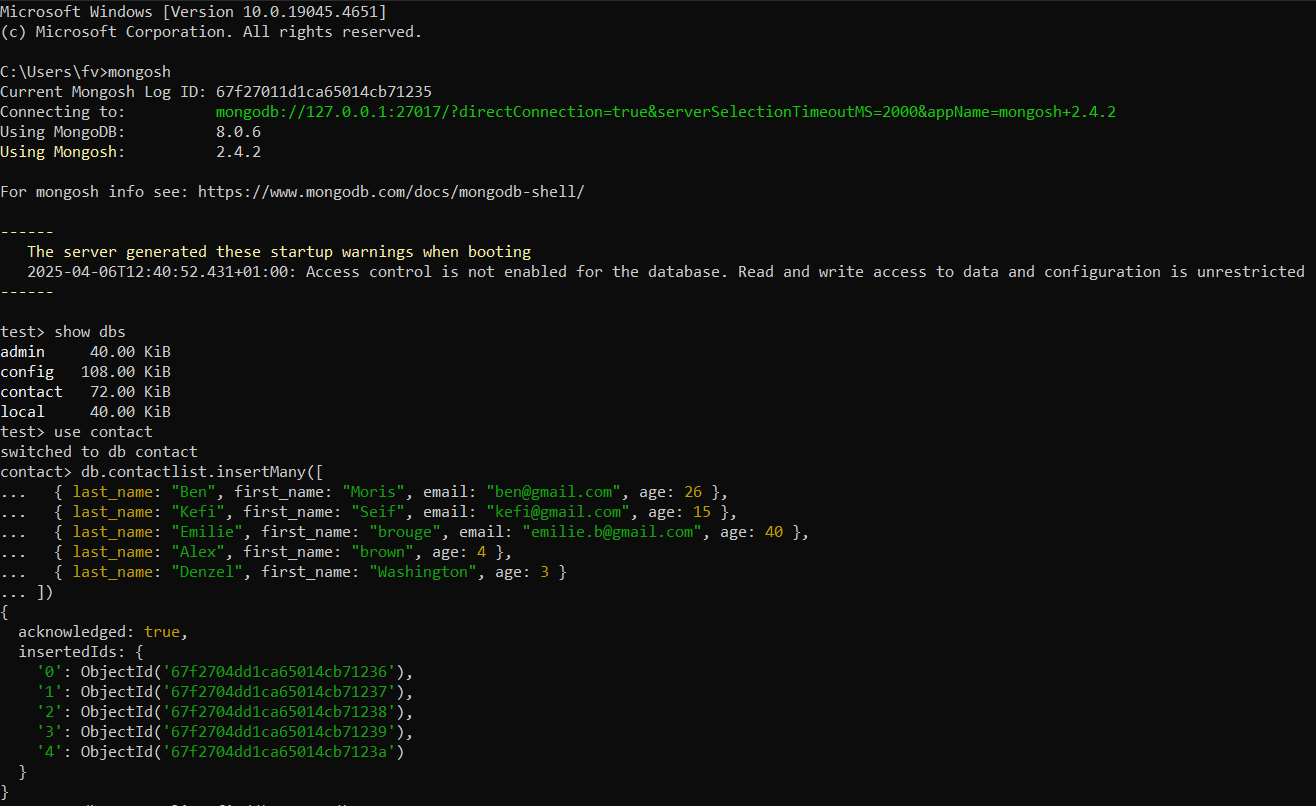 Microsoft Windows [Version 10.0.19045.4651]
(c) Microsoft Corporation. All rights reserved.
C:\Users\fv>mongosh
Current Mongosh Log ID: 67f27011d1ca65014cb71235
Connecting to:          mongodb://127.0.0.1:27017/?directConnection=true&serverSelectionTimeoutMS=2000&appName=mongosh+2.4.2
Using MongoDB:          8.0.6
Using Mongosh:          2.4.2
For mongosh info see: https://www.mongodb.com/docs/mongodb-shell/
------
   The server generated these startup warnings when booting
   2025-04-06T12:40:52.431+01:00: Access control is not enabled for the database. Read and write access to data and configuration is unrestricted
------
test> show dbs
admin     40.00 KiB
config   108.00 KiB
contact   72.00 KiB
local     40.00 KiB
test> use contact
switched to db contact
contact> db.contactlist.insertMany([
...   { last_name: "Ben", first_name: "Moris", email: "ben@gmail.com", age: 26 },
...   { last_name: "Kefi", first_name: "Seif", email: "kefi@gmail.com", age: 15 },
...   { last_name: "Emilie", first_name: "brouge", email: "emilie.b@gmail.com", age: 40 },
...   { last_name: "Alex", first_name: "brown", age: 4 },
...   { last_name: "Denzel", first_name: "Washington", age: 3 }
... ])
{
  acknowledged: true,
  insertedIds: {
    '0': ObjectId('67f2704dd1ca65014cb71236'),
    '1': ObjectId('67f2704dd1ca65014cb71237'),
    '2': ObjectId('67f2704dd1ca65014cb71238'),
    '3': ObjectId('67f2704dd1ca65014cb71239'),
    '4': ObjectId('67f2704dd1ca65014cb7123a')
  }
}